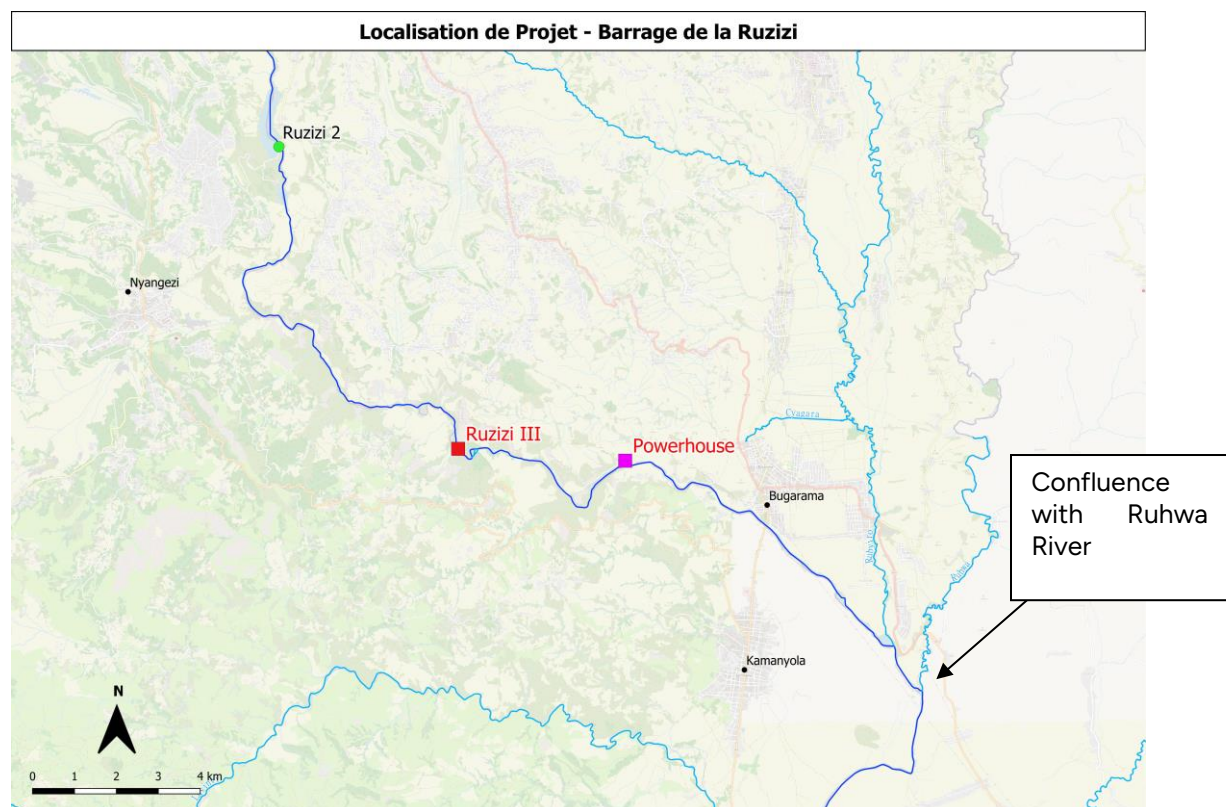 Localisation de Projet - Barrage de la Ruzizi
Ruzizi 2
Nyangezi
Cyagara
Ruzizi III
Powerhouse
Bugarama
Confluence
with Ruhwa
River
Ruhwa
Kamanyola
N
0 1 2 3 4 km